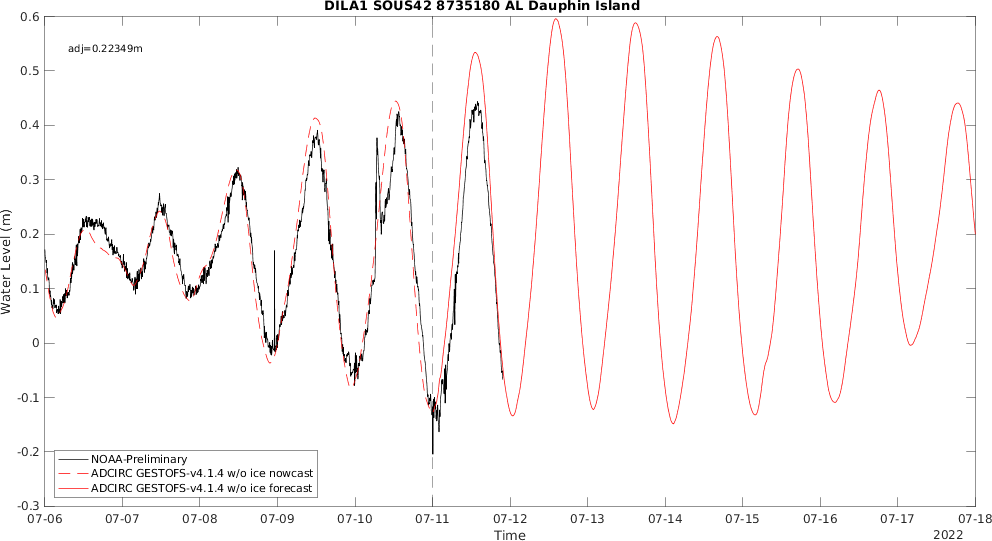 DILA1 SOUS42 8735180 AL Dauphin Island
adj=0.22349m
0.6
0.5
0.4
0.3
0.2
0.1
0
-0.1
-0.2
-0.3
Water Level (m)
NOAA-Preliminary
ADCIRC GESTOFS-v4.1.4 w/o ice nowcast
ADCIRC GESTOFS-v4.1.4 w/o ice forecast
07-06 07-07 07-08 07-09 07-10 07-11 07-12 07-13 07-14 07-15 07-16 07-17 07-18
Time
2022